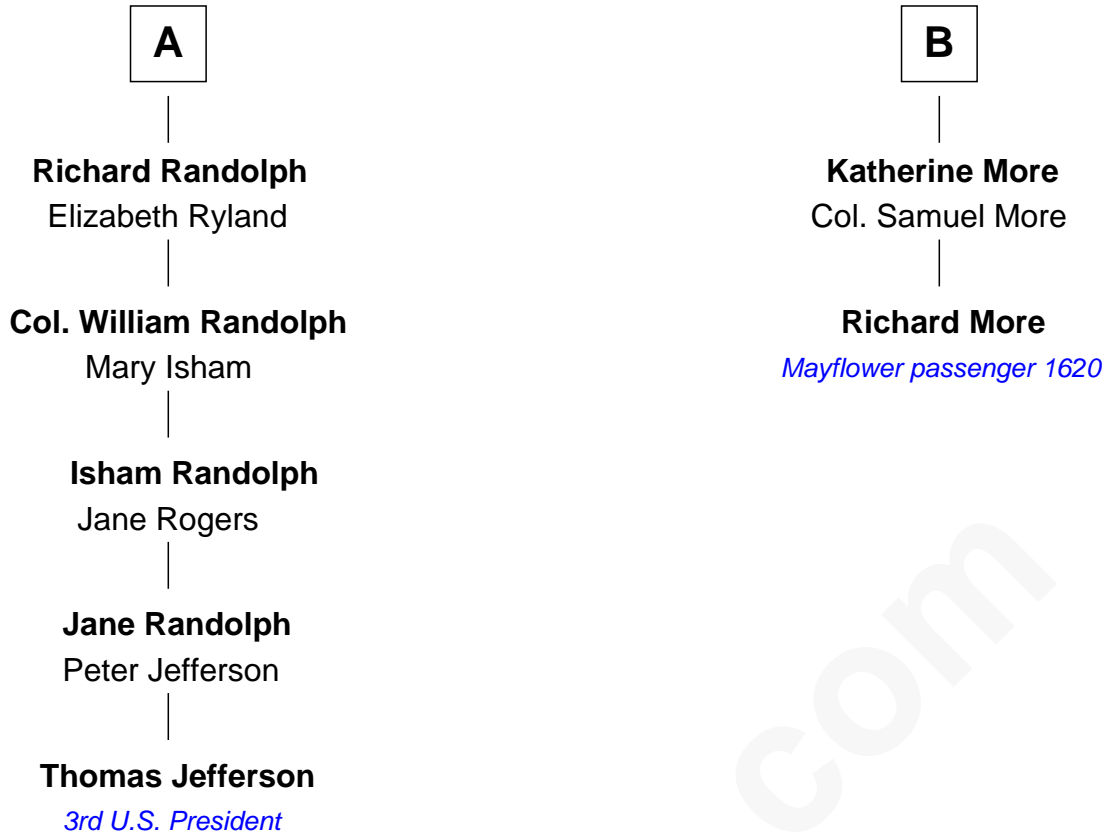 A
Richard Randolph
Elizabeth Ryland
Col. William Randolph
Mary Isham
Isham Randolph
Jane Rogers
Jane Randolph
Peter Jefferson
Thomas Jefferson
3rd U.S. President
B
Katherine More
Col. Samuel More
Richard More
Mayflower passenger 1620
com